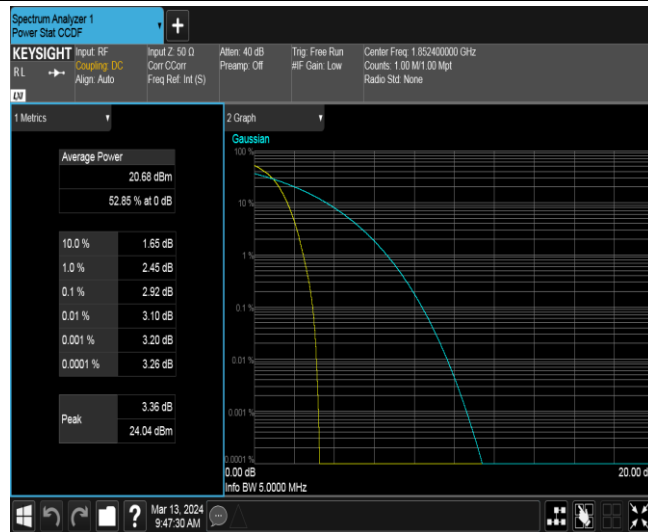 Spectrum Analyzer 1
Power Stat CCDF
KEYSIGHT
RL
LXI
Input: RF
Coupling: DC
Align: Auto
Input Z: 50 Ω
Corr CCorr
Freq Ref: Int (S)
Atten: 40 dB
Preamp: Off
Trig: Free Run
#IF Gain: Low
Center Freq: 1.852400000 GHz
Counts: 1.00 M/1.00 Mpt
Radio Std: None
1 Metrics
Average Power
20.68 dBm
52.85 % at 0 dB
10.0 % 1.65 dB
1.0 % 2.45 dB
0.1 % 2.92 dB
0.01 % 3.10 dB
0.001 % 3.20 dB
0.0001 % 3.26 dB
Peak
3.36 dB
24.04 dBm
2 Graph
Gaussian
100 %
10 %
1 %
0.1 %
0.01 %
0.001 %
0.0001 %
0.00 dB
20.00 d
Info BW 5.0000 MHz
?
Mar 13, 2024
9:47:30 AM